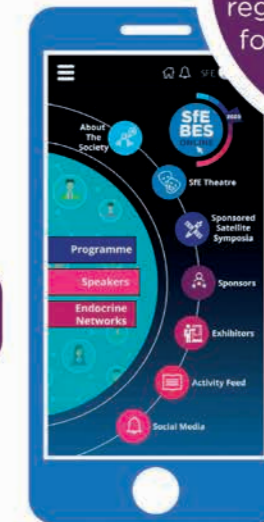 reg
fo
SFE
SfE
BES
ONLINE
About
The
Society
SfE Theatre
Sponsored
Satellite
Symposia
Programme
Speakers
Sponsors
Endocrine
Networks
Exhibitors
Activity Feed
Social Media